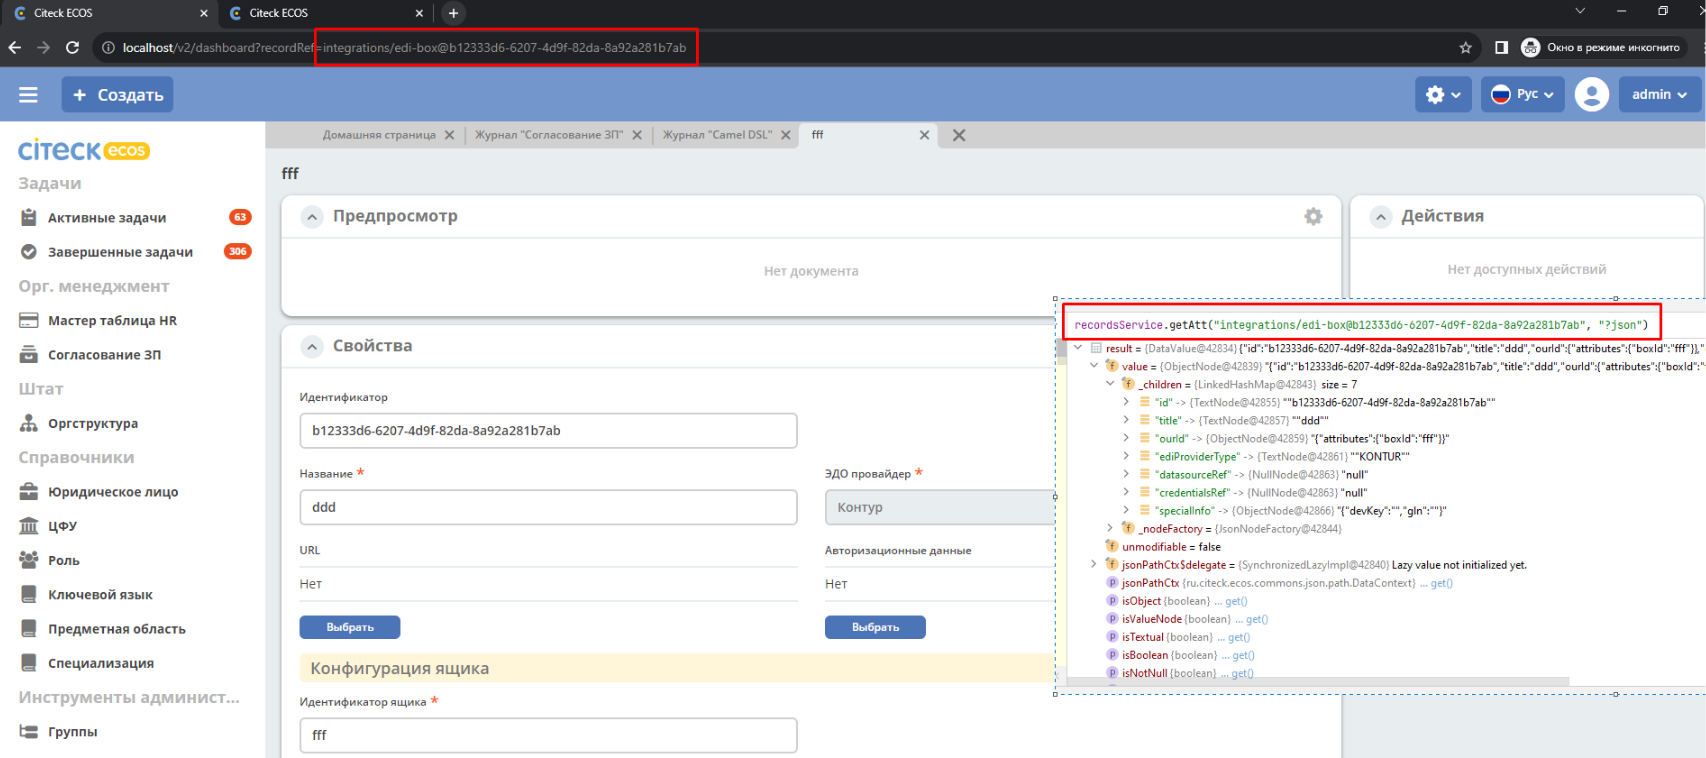 Citeck ECOS
Citeck ECOS
localhost/v2/dashboard?recordRef=integrations/edi-box@b12333d6-6207-4d9f-82da-8a92a281b7ab
Окно в режиме инкогнито
+ Создать
Рус
admin
citeck ecos
Домашняя страница
Журнал "Согласование ЗП"
Журнал "Camel DSL"
fff
Задачи
Активные задачи 63
Завершенные задачи 306
Орг. менеджмент
Мастер таблица HR
Согласование ЗП
Штат
Оргструктура
Справочники
Юридическое лицо
ЦФУ
Роль
Ключевой язык
Предметная область
Специализация
Инструменты админист...
Группы
fff
Предпросмотр
Нет документа
Действия
Нет доступных действий
Свойства
Идентификатор
b12333d6-6207-4d9f-82da-8a92a281b7ab
Название *
ddd
ЭДО провайдер *
Контур
URL
Нет
Выбрать
Авторизационные данные
Нет
Выбрать
Конфигурация ящика
Идентификатор ящика *
fff
recordsService.getAtt("integrations/edi-box@b12333d6-6207-4d9f-82da-8a92a281b7ab", "?json")
result = {DataValue@42834} {"id":"b12333d6-6207-4d9f-82da-8a92a281b7ab","title":"ddd","ourId":{"attributes":{"boxId":"fff"}},"
value = {ObjectNode@42839} "{"id":"b12333d6-6207-4d9f-82da-8a92a281b7ab","title":"ddd","ourId":{"attributes":{"boxId":"
_children = {LinkedHashMap@42843} size = 7
"id" -> {TextNode@42855} ""b12333d6-6207-4d9f-82da-8a92a281b7ab""
"title" -> {TextNode@42857} ""ddd""
"ourId" -> {ObjectNode@42859} "{"attributes":{"boxId":"fff"}}"
"ediProviderType" -> {TextNode@42861} ""KONTUR""
"datasourceRef" -> {NullNode@42863} "null"
"credentialsRef" -> {NullNode@42863} "null"
"specialInfo" -> {ObjectNode@42866} "{"devKey":"","gln":""}"
_nodeFactory = {JsonNodeFactory@42844}
unmodifiable = false
jsonPathCtx$delegate = {SynchronizedLazyImpl@42840} Lazy value not initialized yet.
jsonPathCtx {ru.citeck.ecos.commons.json.path.DataContext} ... get()
isObject {boolean} ... get()
isValueNode {boolean} ... get()
isTextual {boolean} ... get()
isBoolean {boolean} ... get()
isNotNull {boolean} ... get()